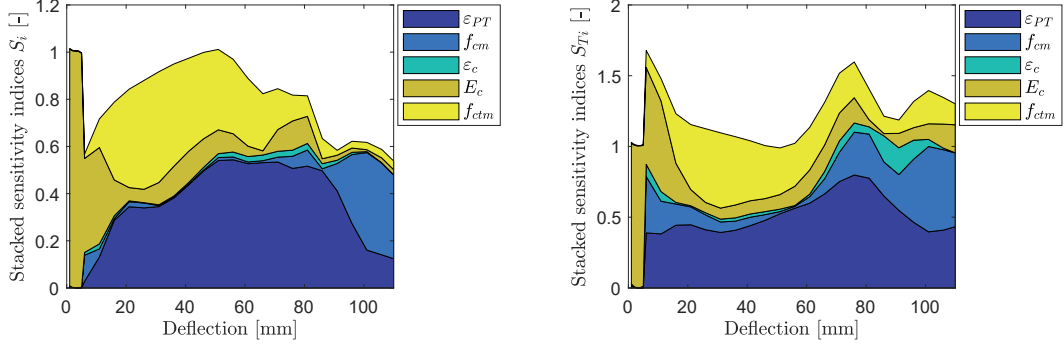 Stacked sensitivity indices S_i [-]
1.2
1
0.8
0.6
0.4
0.2
0
0 20 40 60 80 100
Deflection [mm]
ε_PT
f_cm
ε_c
E_c
f_ctm
Stacked sensitivity indices S_Ti [-]
2
1.5
1
0.5
0
0 20 40 60 80 100
Deflection [mm]
ε_PT
f_cm
ε_c
E_c
f_ctm